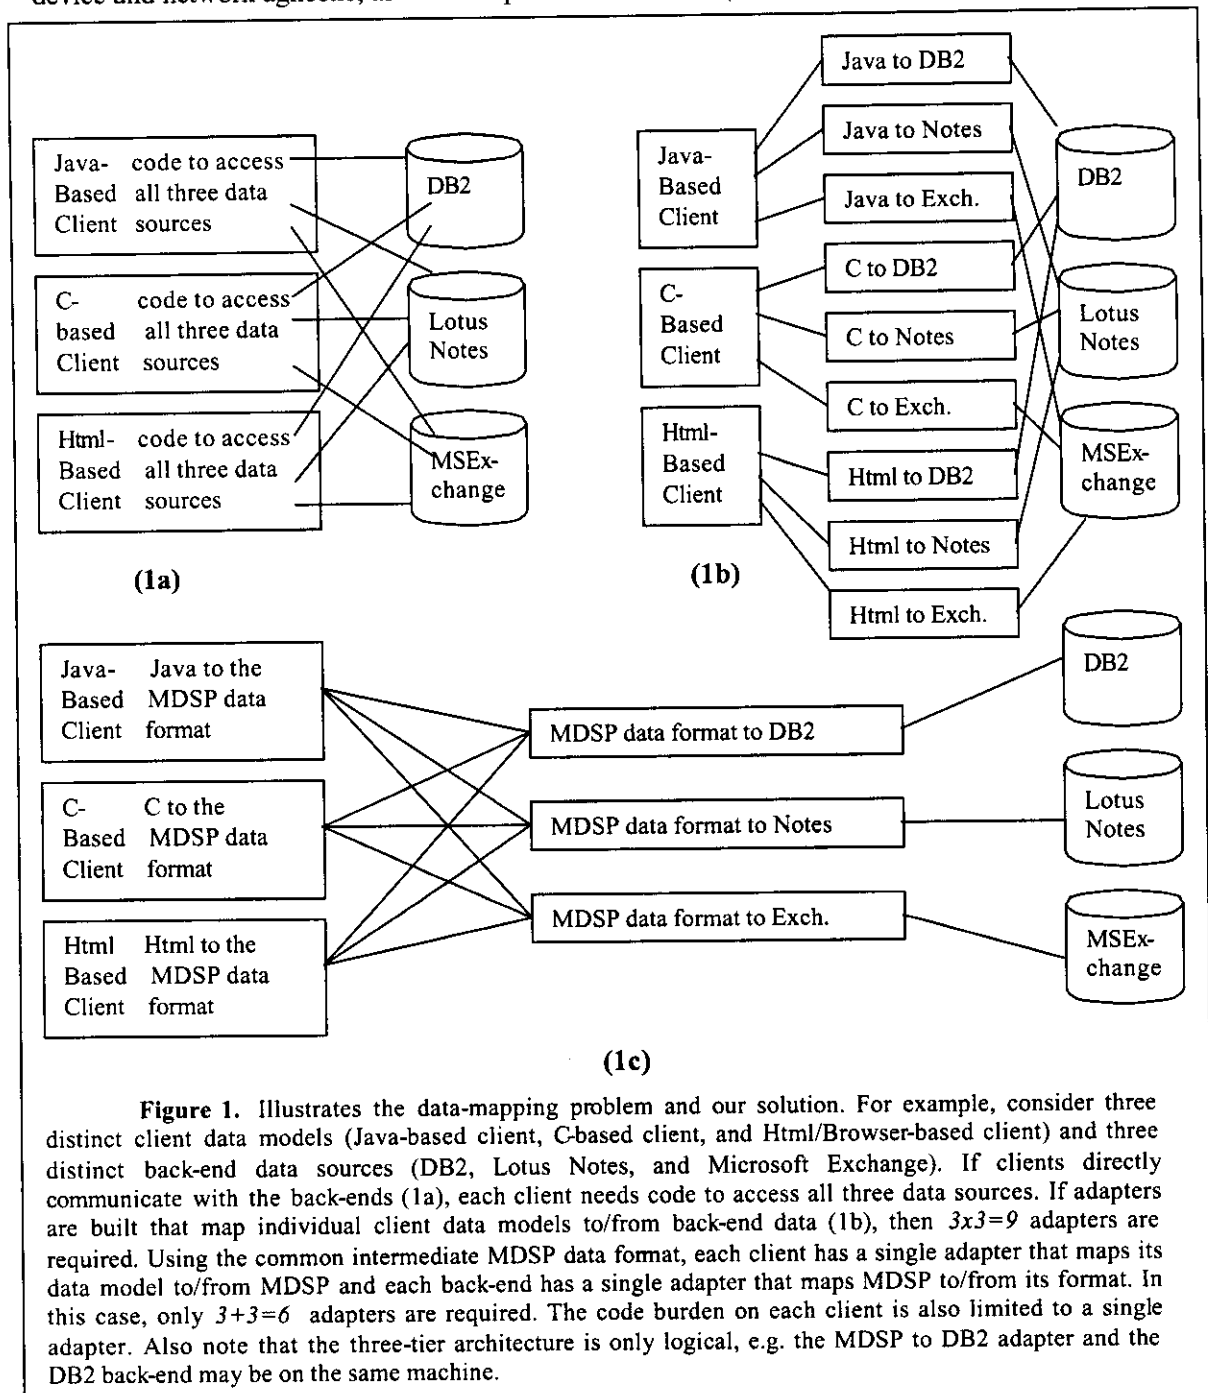 device and network agnostic,
Java- code to access
Based all three data
Client sources
C- code to access
based all three data
Client sources
Html- code to access
Based all three data
Client sources
DB2
Lotus
Notes
MSEx-
change
(1a)
Java-
Based
Client
C-
Based
Client
Html-
Based
Client
Java to DB2
Java to Notes
Java to Exch.
C to DB2
C to Notes
C to Exch.
Html to DB2
Html to Notes
Html to Exch.
DB2
Lotus
Notes
MSEx-
change
(1b)
Java- Java to the
Based MDSP data
Client format
C- C to the
Based MDSP data
Client format
Html Html to the
Based MDSP data
Client format
MDSP data format to DB2
MDSP data format to Notes
MDSP data format to Exch.
DB2
Lotus
Notes
MSEx-
change
(1c)
Figure 1. Illustrates the data-mapping problem and our solution. For example, consider three
distinct client data models (Java-based client, C-based client, and Html/Browser-based client) and three
distinct back-end data sources (DB2, Lotus Notes, and Microsoft Exchange). If clients directly
communicate with the back-ends (1a), each client needs code to access all three data sources. If adapters
are built that map individual client data models to/from back-end data (1b), then 3x3=9 adapters are
required. Using the common intermediate MDSP data format, each client has a single adapter that maps its
data model to/from MDSP and each back-end has a single adapter that maps MDSP to/from its format. In
this case, only 3+3=6 adapters are required. The code burden on each client is also limited to a single
adapter. Also note that the three-tier architecture is only logical, e.g. the MDSP to DB2 adapter and the
DB2 back-end may be on the same machine.